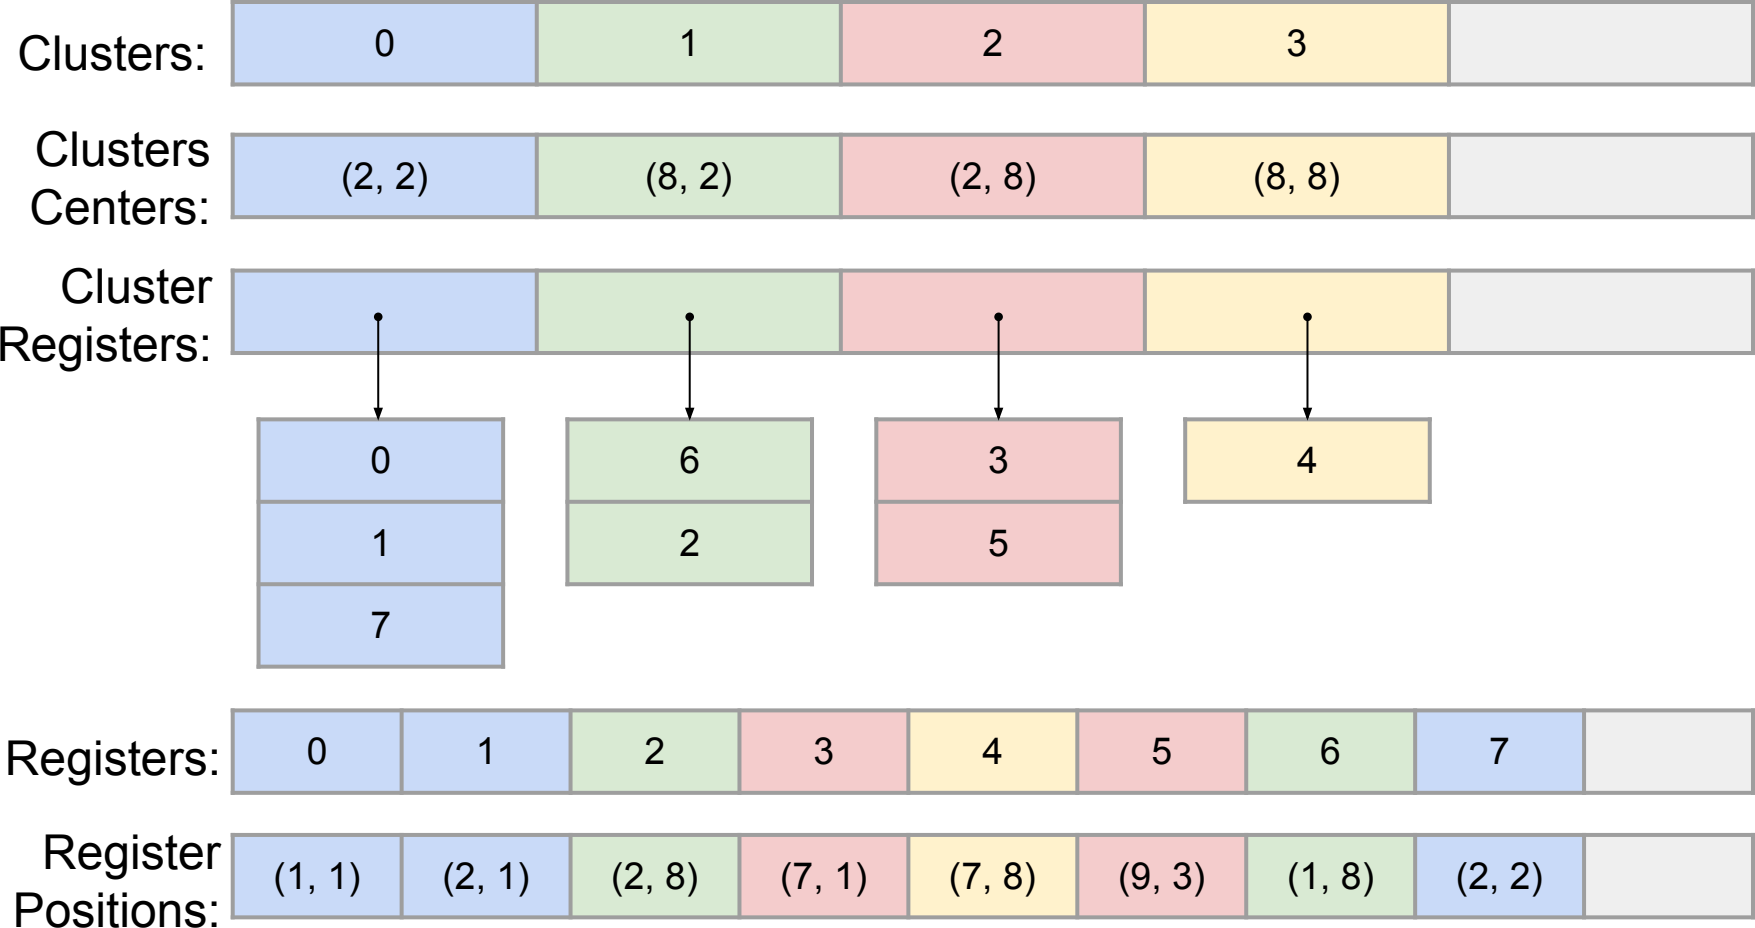 Clusters: 0 1 2 3
Clusters
Centers: (2, 2) (8, 2) (2, 8) (8, 8)
Cluster
Registers:
0 6 3 4
1 2 5
7
Registers: 0 1 2 3 4 5 6 7
Register
Positions: (1, 1) (2, 1) (2, 8) (7, 1) (7, 8) (9, 3) (1, 8) (2, 2)